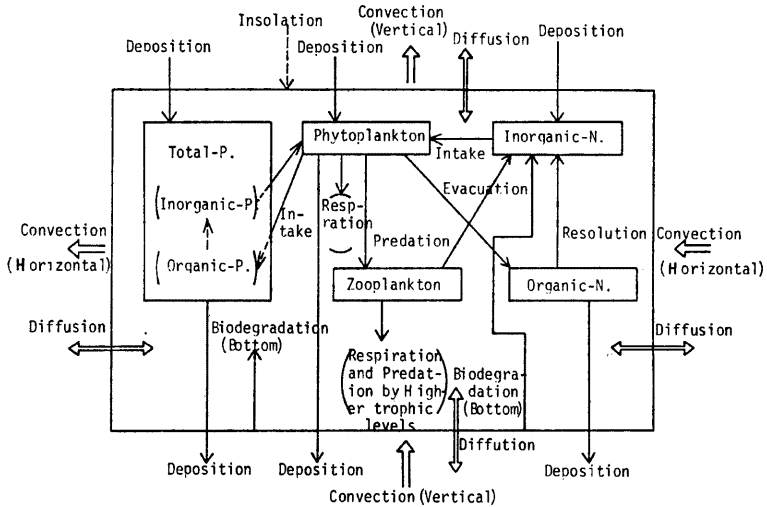 Convection
(Vertical)
Insolation
Deposition
Deposition
Diffusion
Deposition
Phytoplankton
Inorganic-N.
Total-P.
Intake
(Inorganic-P)
Evacuation
(Resp-
ration
)
In-
take
Convection
(Horizontal)
Predation
Resolution
Convection
(Horizontal)
(Organic-P.)
Zooplankton
Organic-N.
Diffusion
Biodegradation
(Bottom)
Diffusion
(Respiration
and Predat-
ion by High-
er trophic
levels)
Biodegra-
dation
(Bottom)
Diffution
Deposition
Deposition
Deposition
Convection (Vertical)